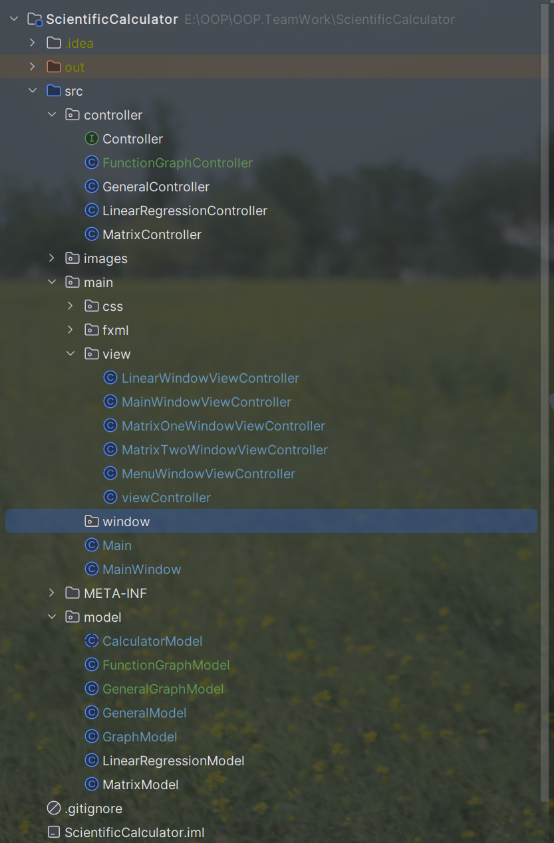 ScientificCalculator E:\OOP\OOP.TeamWork\ScientificCalculator
.idea
out
src
controller
Controller
FunctionGraphController
GeneralController
LinearRegressionController
MatrixController
images
main
css
fxml
view
LinearWindowViewController
MainWindowViewController
MatrixOneWindowViewController
MatrixTwoWindowViewController
MenuWindowViewController
viewController
window
Main
MainWindow
META-INF
model
CalculatorModel
FunctionGraphModel
GeneralGraphModel
GeneralModel
GraphModel
LinearRegressionModel
MatrixModel
.gitignore
ScientificCalculator.iml